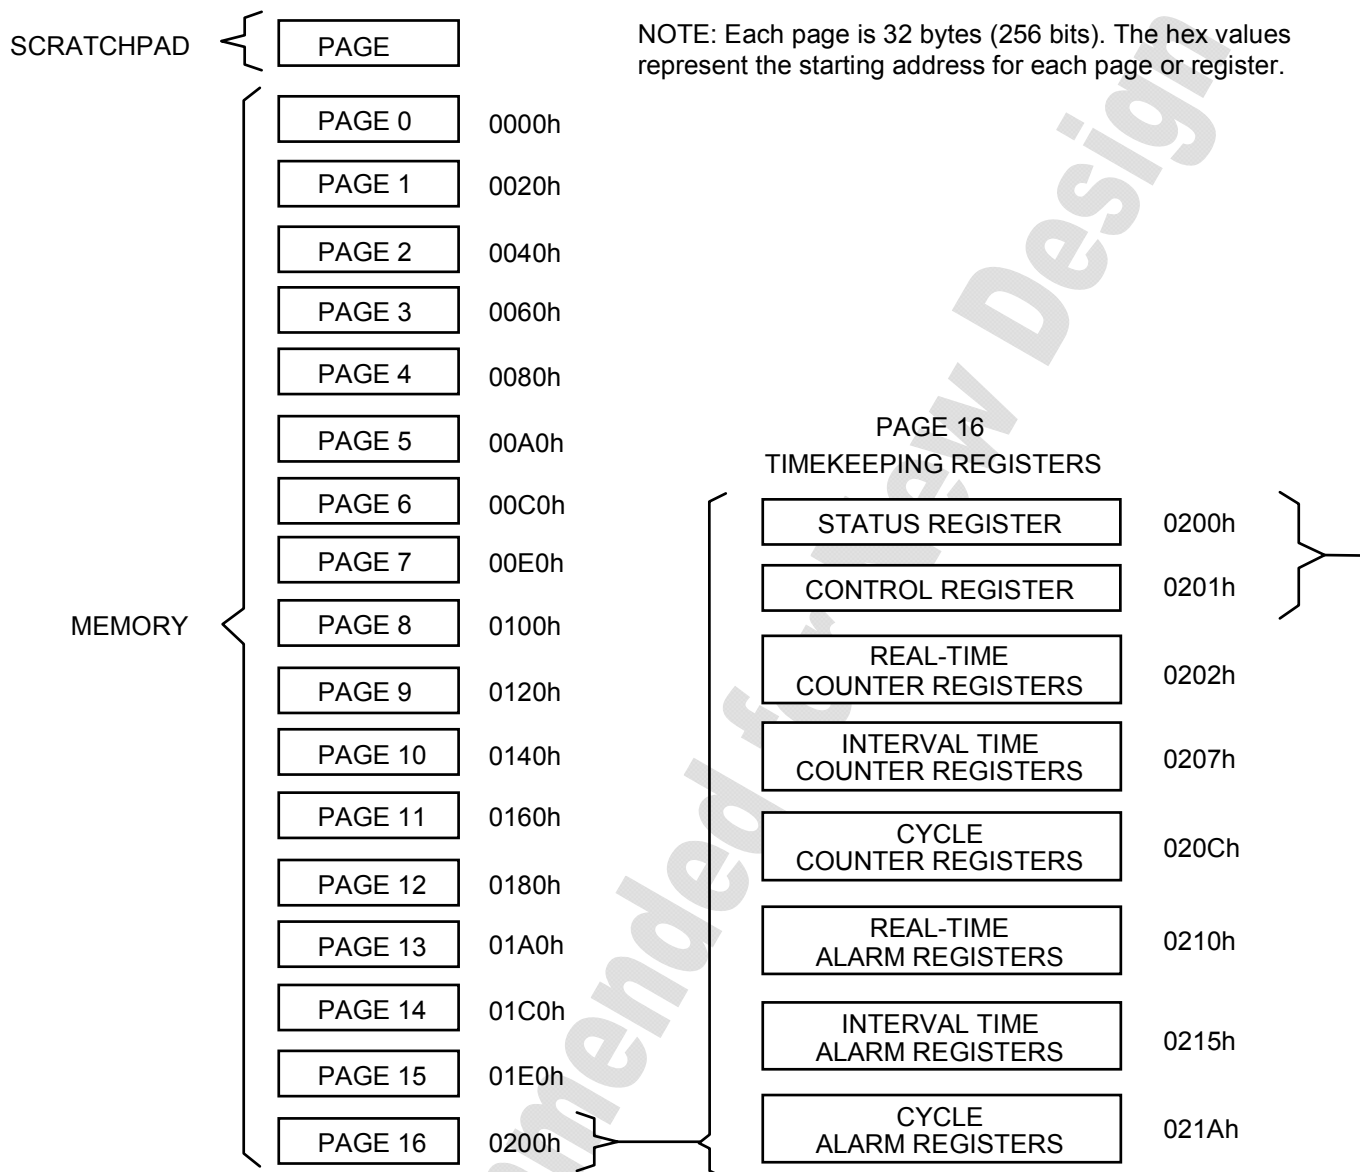 SCRATCHPAD
PAGE
NOTE: Each page is 32 bytes (256 bits). The hex values
represent the starting address for each page or register.
MEMORY
PAGE 0 0000h
PAGE 1 0020h
PAGE 2 0040h
PAGE 3 0060h
PAGE 4 0080h
PAGE 5 00A0h
PAGE 6 00C0h
PAGE 7 00E0h
PAGE 8 0100h
PAGE 9 0120h
PAGE 10 0140h
PAGE 11 0160h
PAGE 12 0180h
PAGE 13 01A0h
PAGE 14 01C0h
PAGE 15 01E0h
PAGE 16 0200h
PAGE 16
TIMEKEEPING REGISTERS
STATUS REGISTER 0200h
CONTROL REGISTER 0201h
REAL-TIME
COUNTER REGISTERS 0202h
INTERVAL TIME
COUNTER REGISTERS 0207h
CYCLE
COUNTER REGISTERS 020Ch
REAL-TIME
ALARM REGISTERS 0210h
INTERVAL TIME
ALARM REGISTERS 0215h
CYCLE
ALARM REGISTERS 021Ah
mmended for New Design